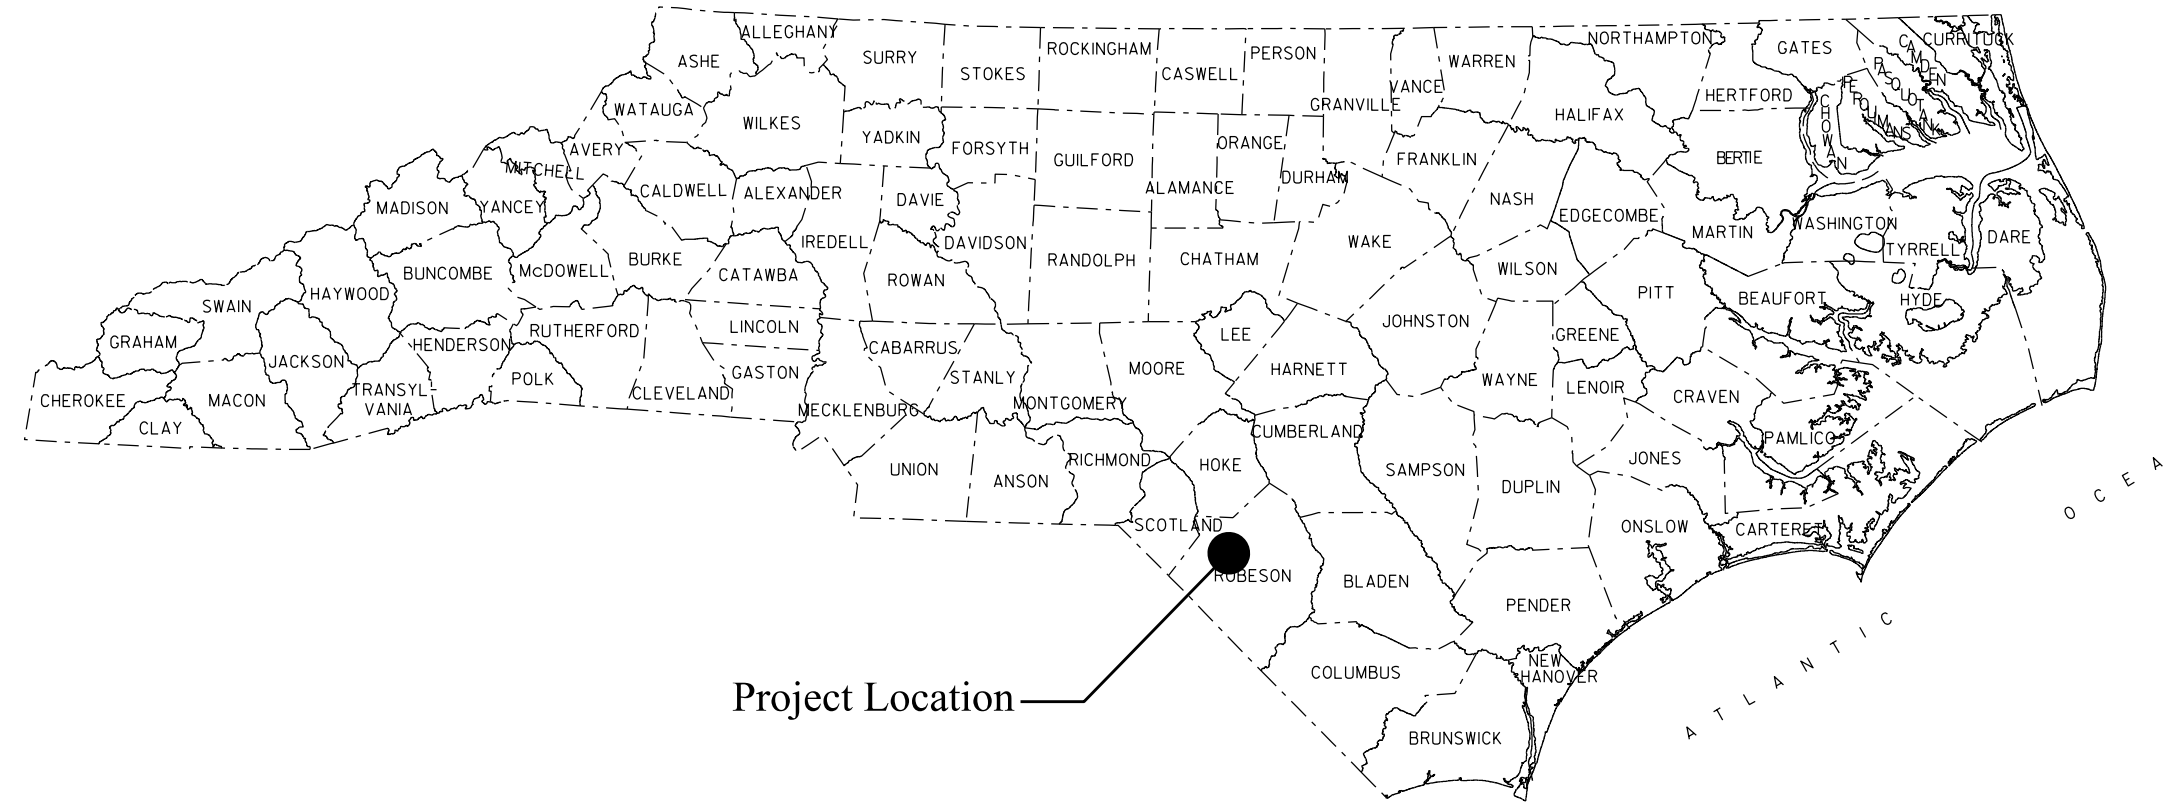 ALLEGHANY
ASHE
SURRY
STOKES
ROCKINGHAM
CASWELL
PERSON
GRANVILLE
VANCE
WARREN
NORTHAMPTON
GATES
CAMDEN
CURRITUCK
PASQUOTANK
PERQUIMANS
CHOWAN
HERTFORD
HALIFAX
WATAUGA
WILKES
YADKIN
FORSYTH
GUILFORD
ALAMANCE
ORANGE
DURHAM
FRANKLIN
BERTIE
AVERY
MITCHELL
CALDWELL
ALEXANDER
DAVIE
NASH
EDGECOMBE
MARTIN
WASHINGTON
TYRRELL
DARE
MADISON
YANCEY
IREDELL
DAVIDSON
RANDOLPH
CHATHAM
WAKE
WILSON
BUNCOMBE
McDOWELL
BURKE
CATAWBA
ROWAN
PITT
BEAUFORT
HYDE
SWAIN
HAYWOOD
GRAHAM
JACKSON
HENDERSON
RUTHERFORD
LINCOLN
CABARRUS
LEE
JOHNSTON
GREENE
CHEROKEE
MACON
CLAY
TRANSYL-
VANIA
POLK
CLEVELAND
GASTON
MECKLENBURG
STANLY
MONTGOMERY
MOORE
HARNETT
WAYNE
LENOIR
CRAVEN
PAMLICO
UNION
ANSON
RICHMOND
HOKE
CUMBERLAND
SAMPSON
DUPLIN
JONES
SCOTLAND
ONSLOW
CARTERET
ROBESON
BLADEN
PENDER
COLUMBUS
NEW
HANOVER
BRUNSWICK
Project Location
ATLANTIC
OCEA